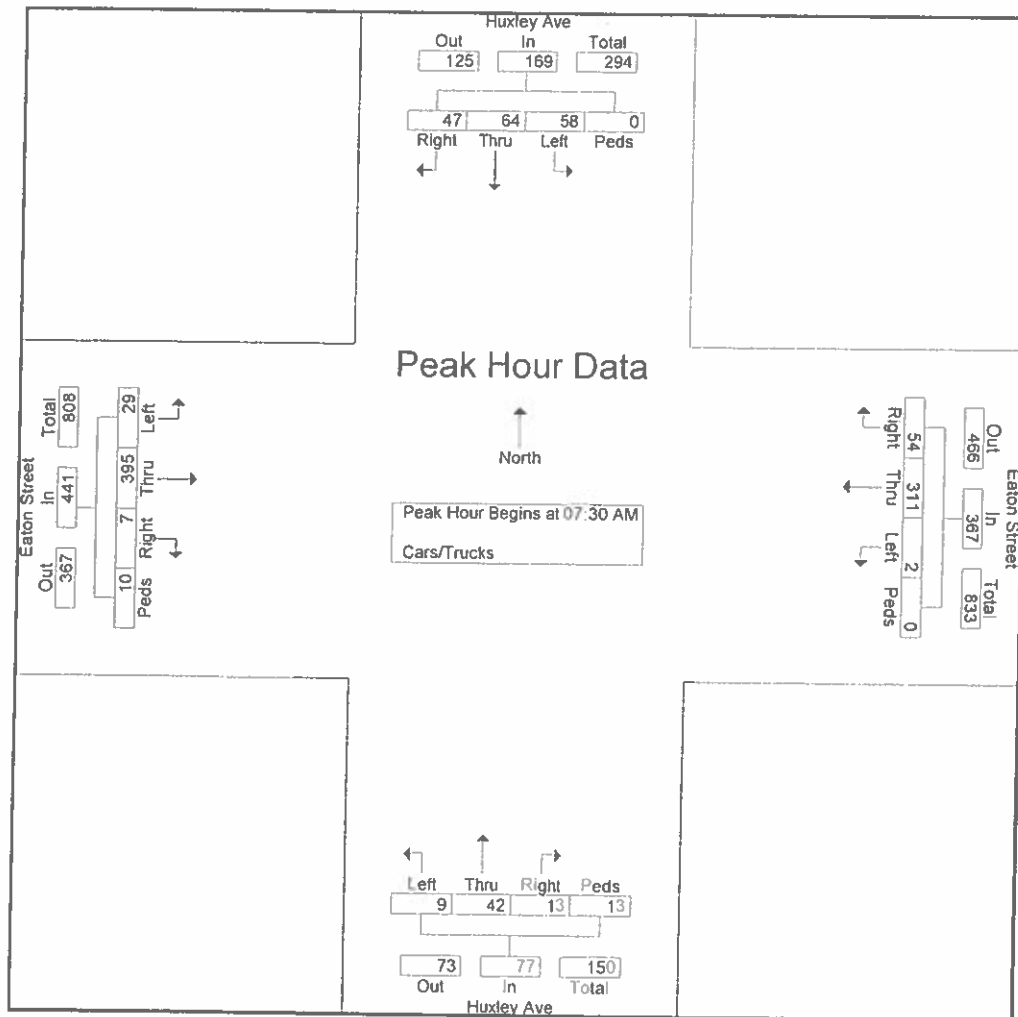 Huxley Ave
Out In Total
125 169 294
47 64 58 0
Right Thru Left Peds
Peak Hour Data
North
Peak Hour Begins at 07:30 AM
Cars/Trucks
Eaton Street
Total In Out
808 441 367
29 395 7 10
Left Thru Right Peds
Eaton Street
Out In Total
466 367 833
54 311 2 0
Right Thru Left Peds
Left Thru Right Peds
9 42 13 13
73 77 150
Out In Total
Huxley Ave